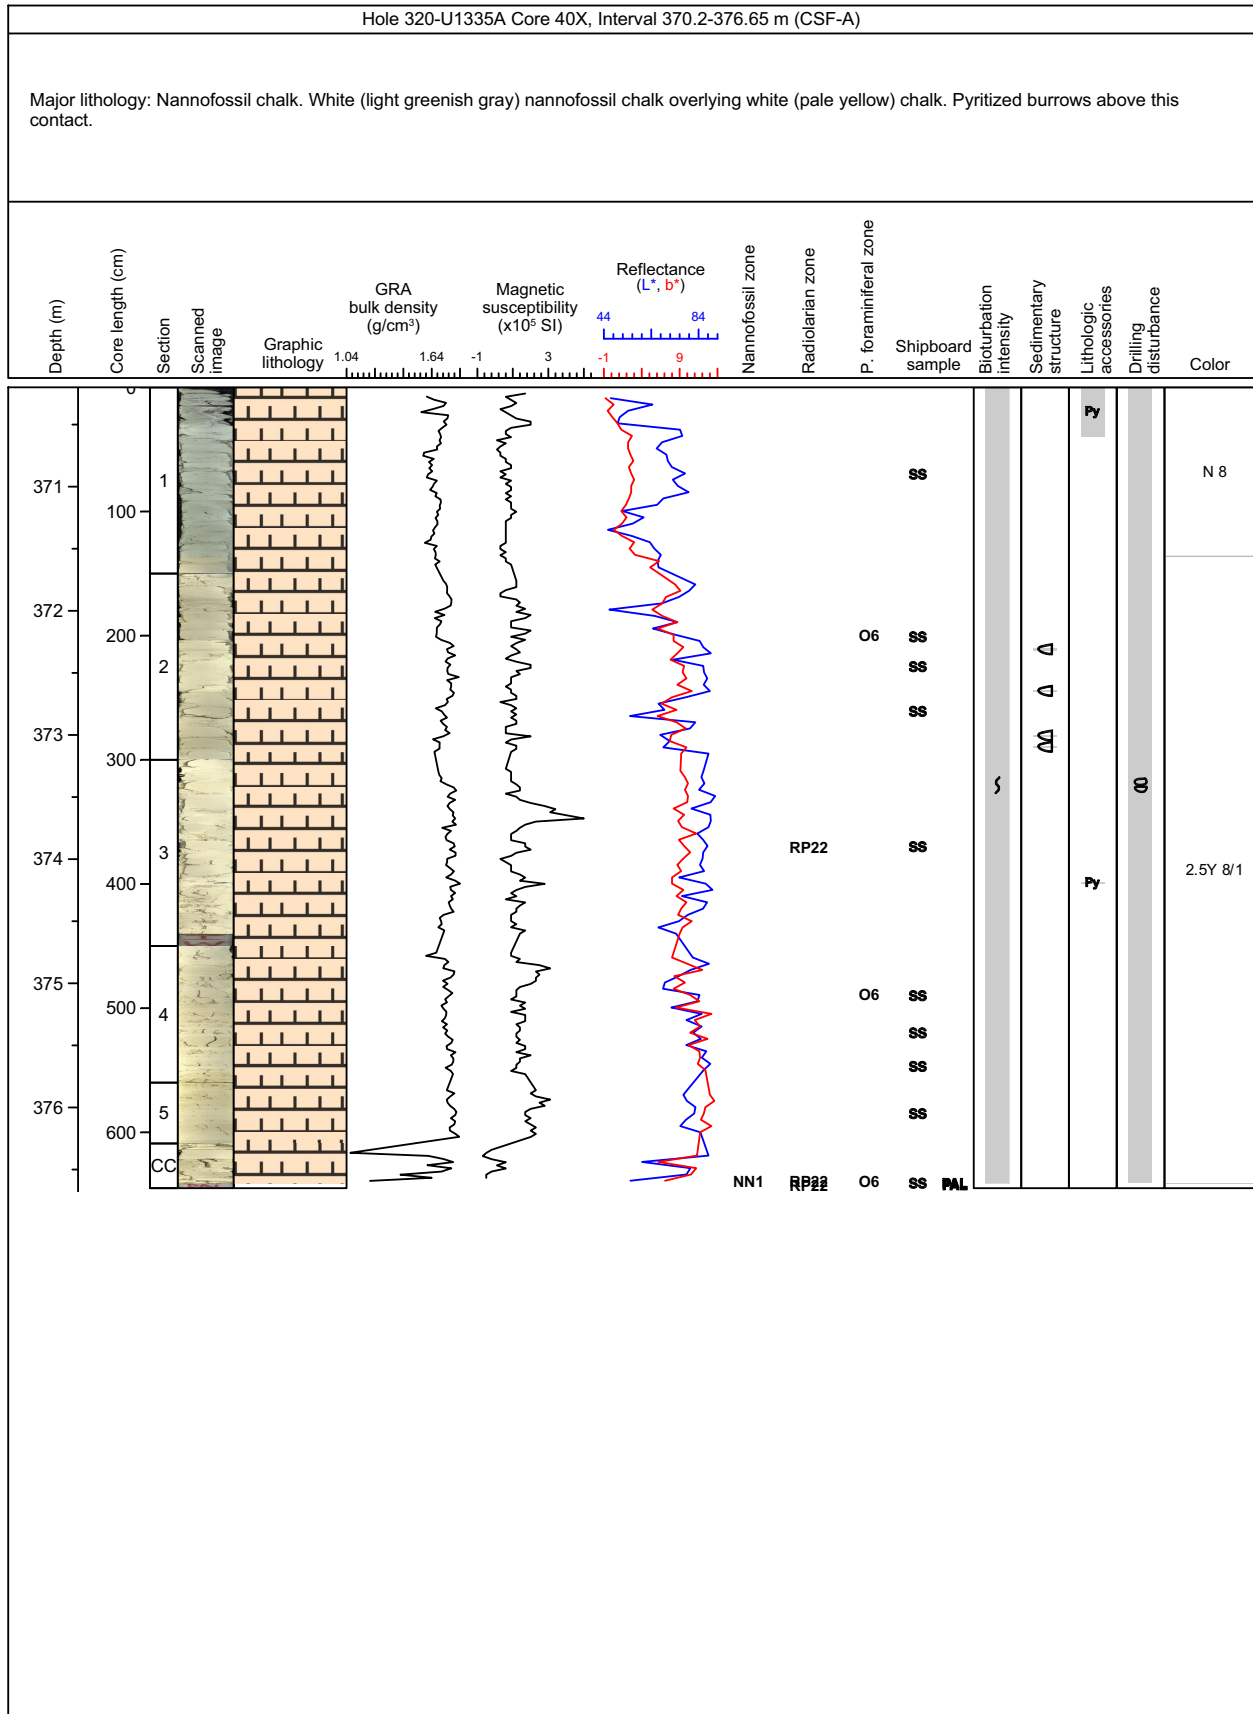 Hole 320-U1335A Core 40X, Interval 370.2-376.65 m (CSF-A)
Major lithology: Nannofossil chalk. White (light greenish gray) nannofossil chalk overlying white (pale yellow) chalk. Pyritized burrows above this
contact.
Depth (m)
Core length (cm)
Section
Scanned
image
Graphic
lithology
GRA
bulk density
(g/cm³)
1.04 1.64
Magnetic
susceptibility
(x10⁵ SI)
-1 3
Reflectance
(L*, b*)
44 84
-1 9
Nannofossil zone
Radiolarian zone
P. foraminiferal zone
Shipboard
sample
Bioturbation
intensity
Sedimentary
structure
Lithologic
accessories
Drilling
disturbance
Color
0
Py
1
SS
N 8
371
100
372
200
O6 SS
2
SS
SS
373
300
3
RP22 SS
374
2.5Y 8/1
400
Py
375
O6 SS
500
4
SS
SS
376
5
SS
600
CC
NN1 RP22 O6 SS PAL
RP22